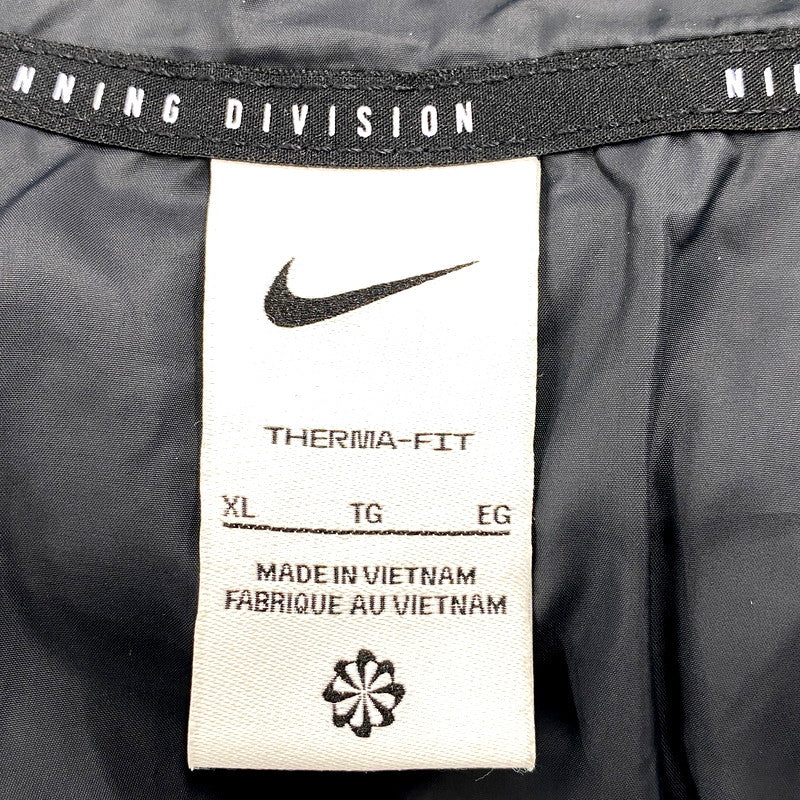 NNING DIVISION
THERMA-FIT
XL TG EG
MADE IN VIETNAM
FABRIQUE AU VIETNAM